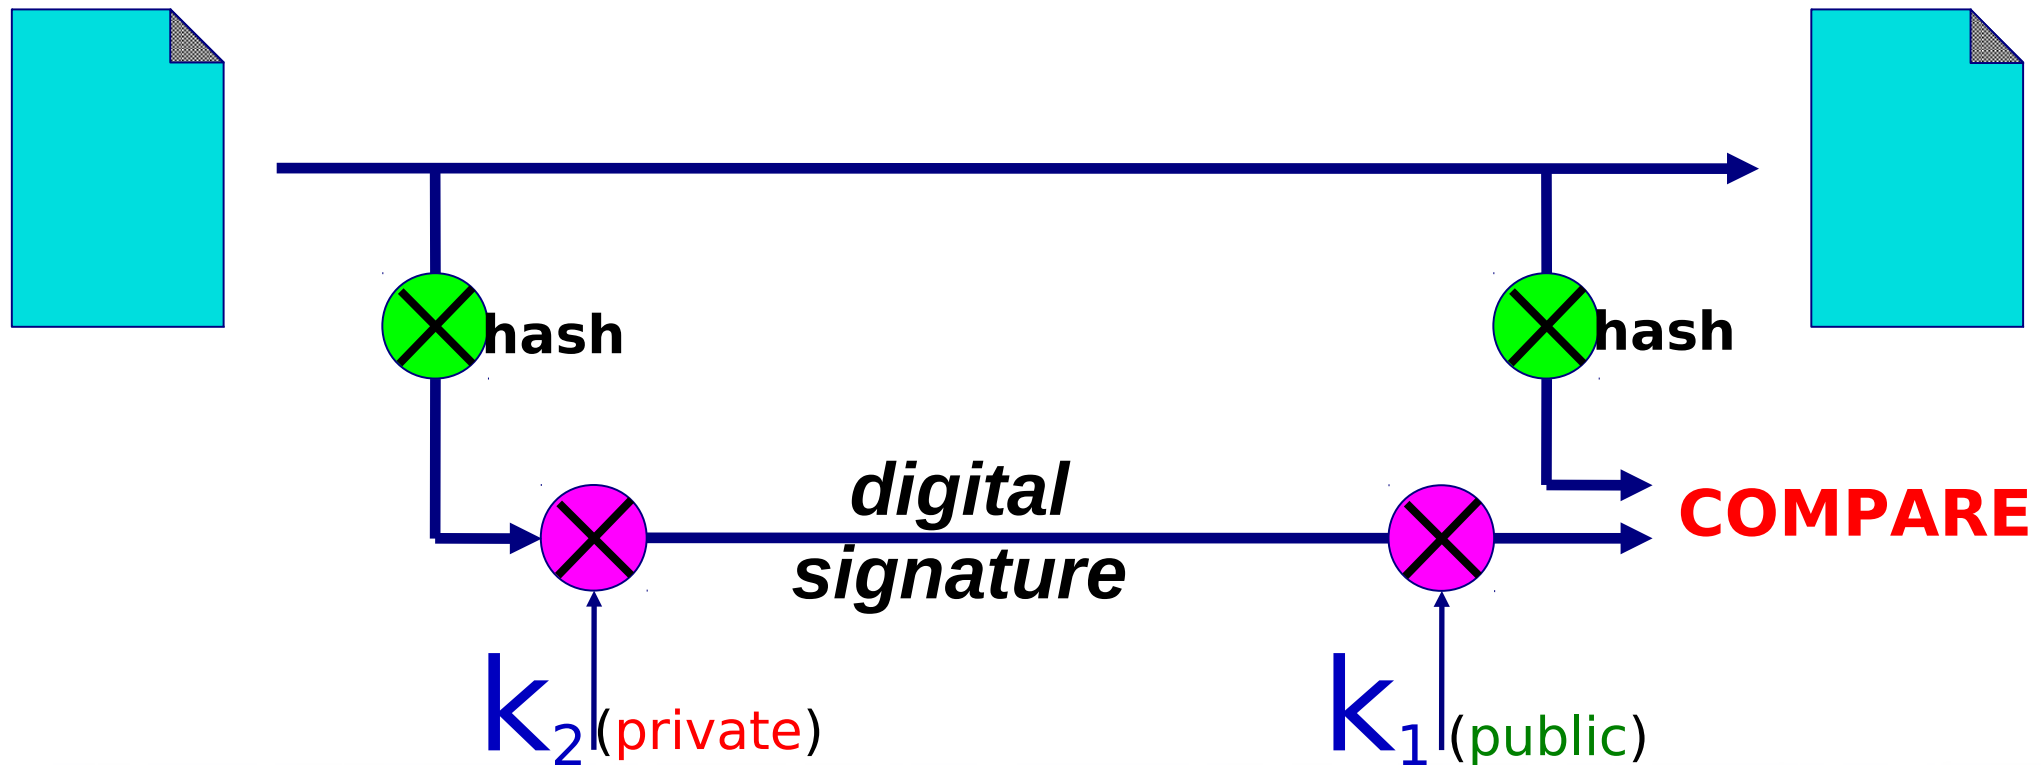 hash
hash
digital
signature
COMPARE
k2(private)
k1(public)